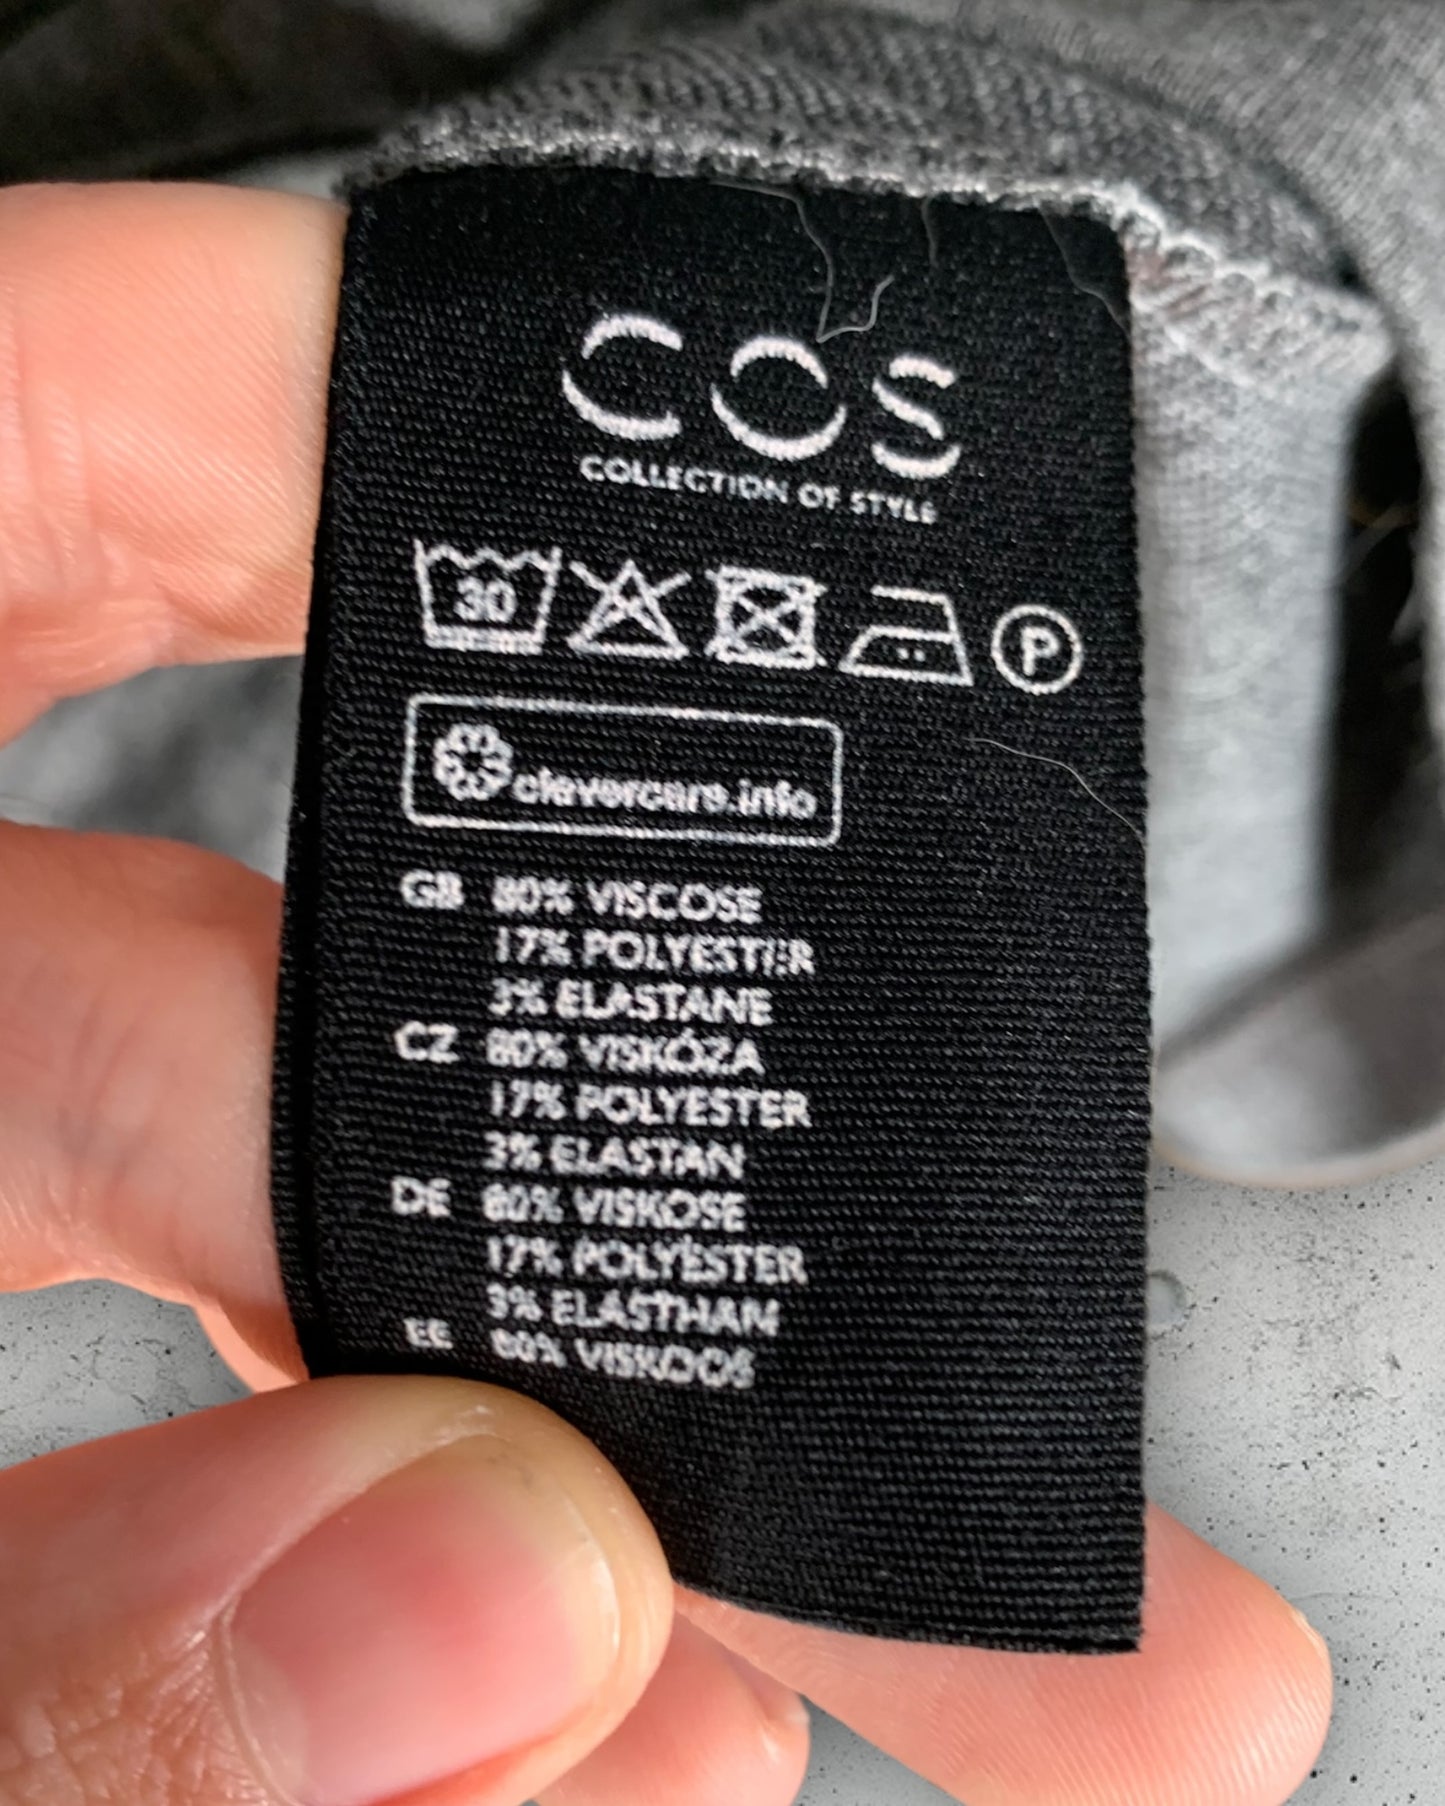 COS
COLLECTION OF STYLE
30 P
clevercare.info
GB 80% VISCOSE
17% POLYESTER
3% ELASTANE
CZ 80% VISKÓZA
17% POLYESTER
3% ELASTAN
DE 80% VISKOSE
17% POLYESTER
3% ELASTHAN
EE 80% VISKOOS